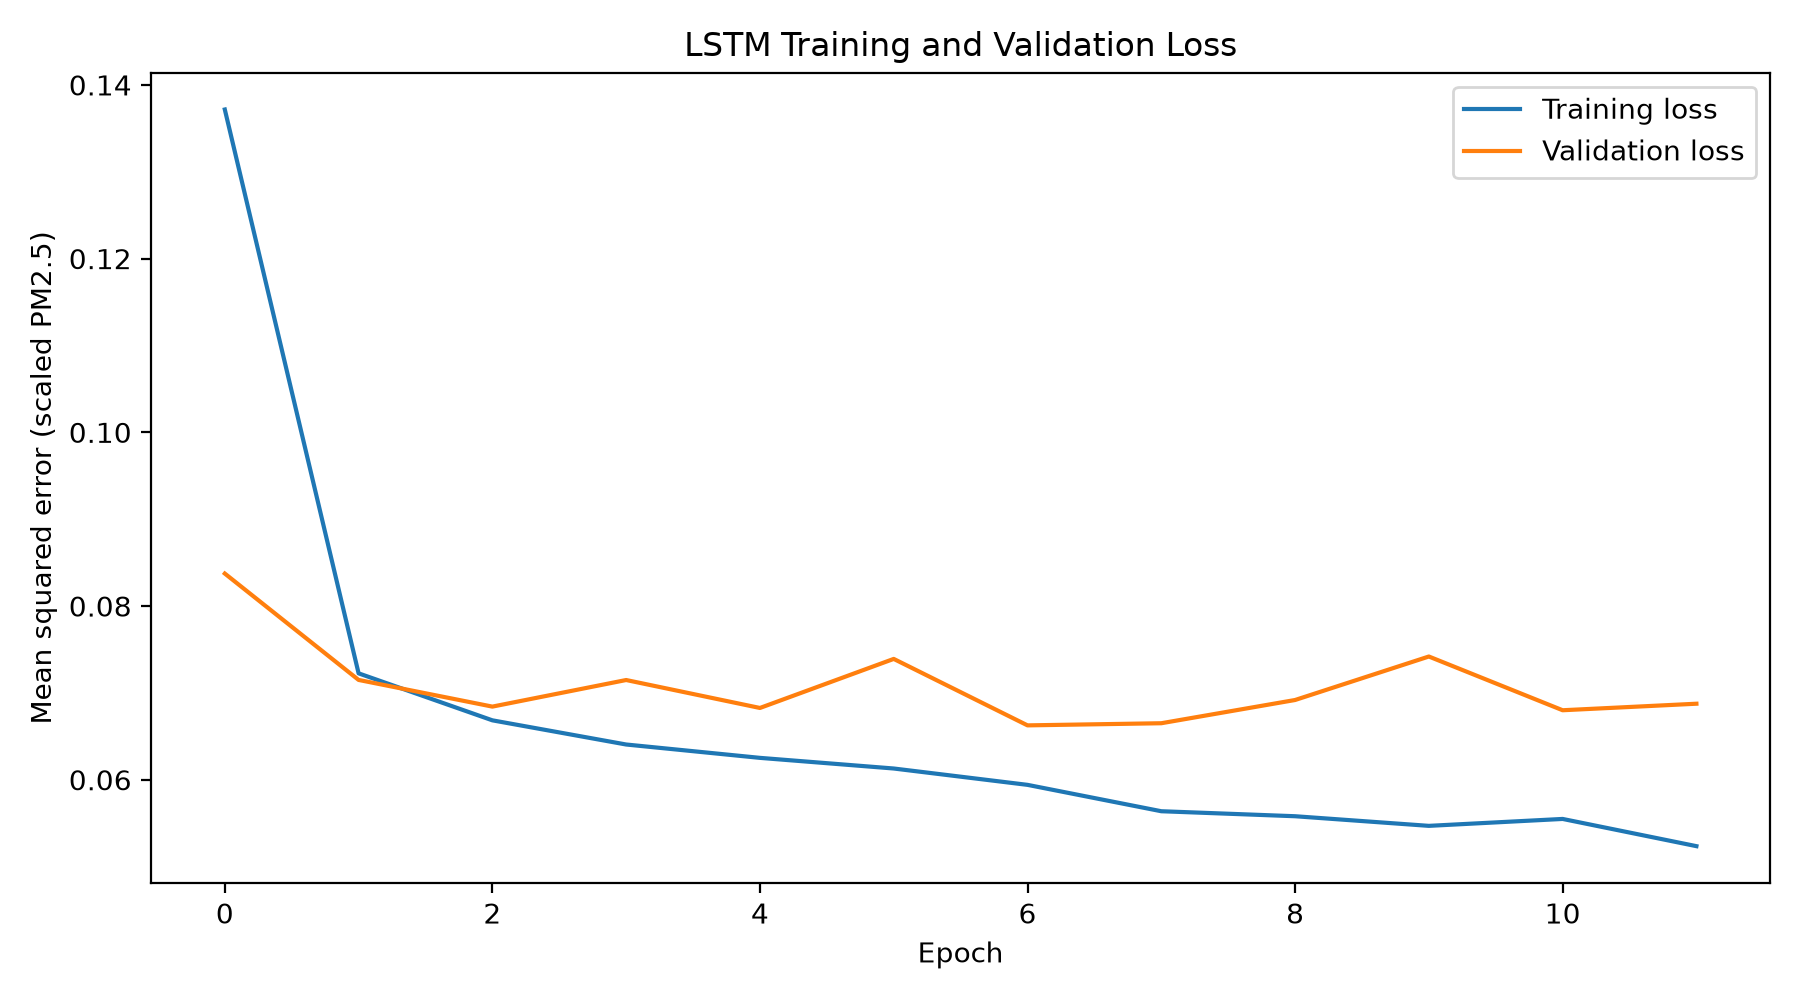 LSTM Training and Validation Loss
Training loss
Validation loss
Mean squared error (scaled PM2.5)
0.14
0.12
0.10
0.08
0.06
0 2 4 6 8 10
Epoch